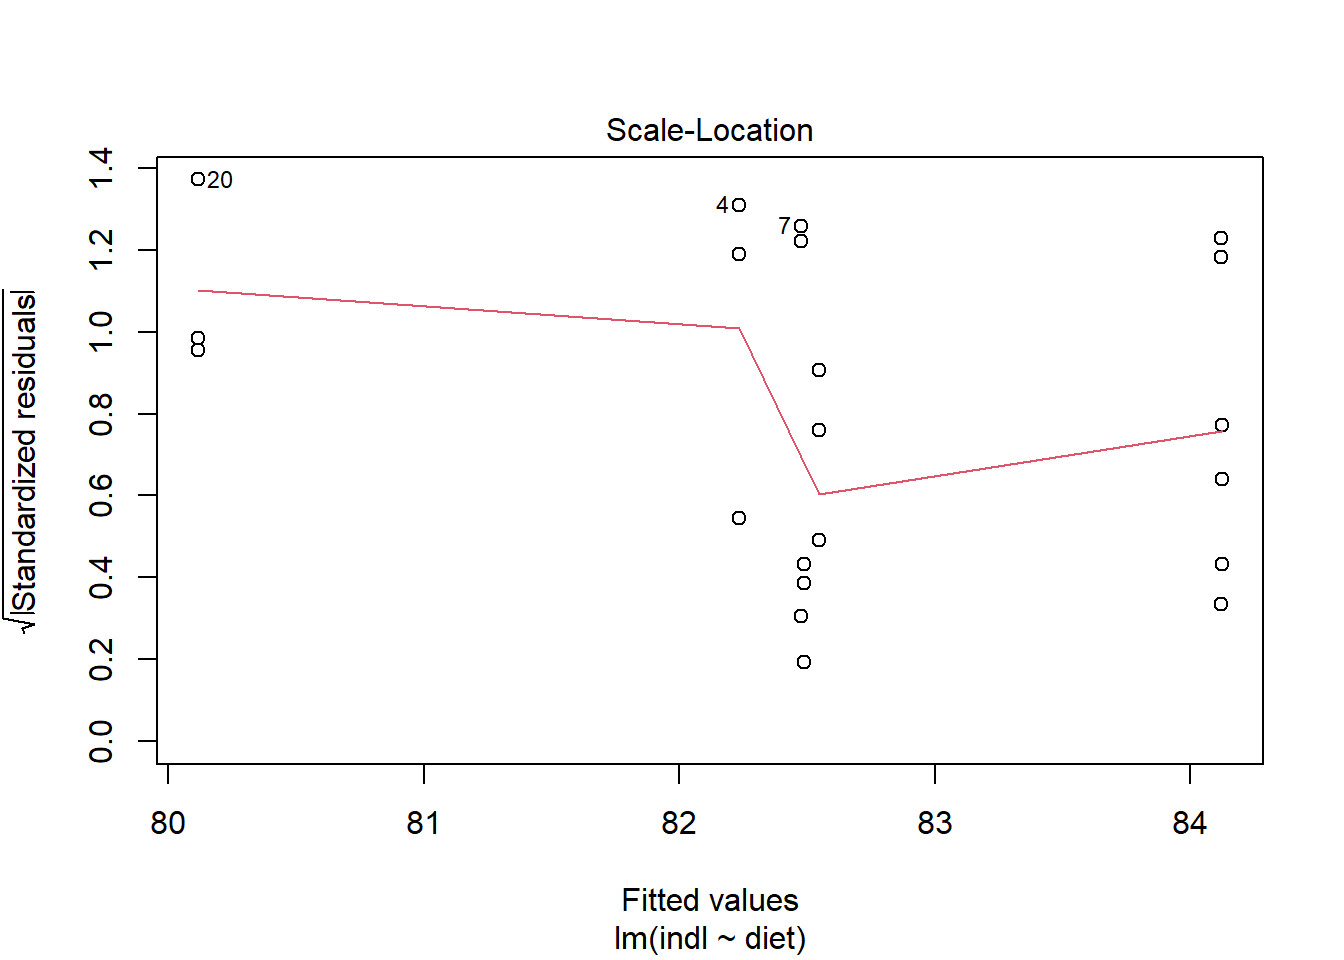 Scale-Location
√|Standardized residuals|
1.4
1.2
1.0
0.8
0.6
0.4
0.2
0.0
20
4
7
80 81 82 83 84
Fitted values
lm(indl ~ diet)